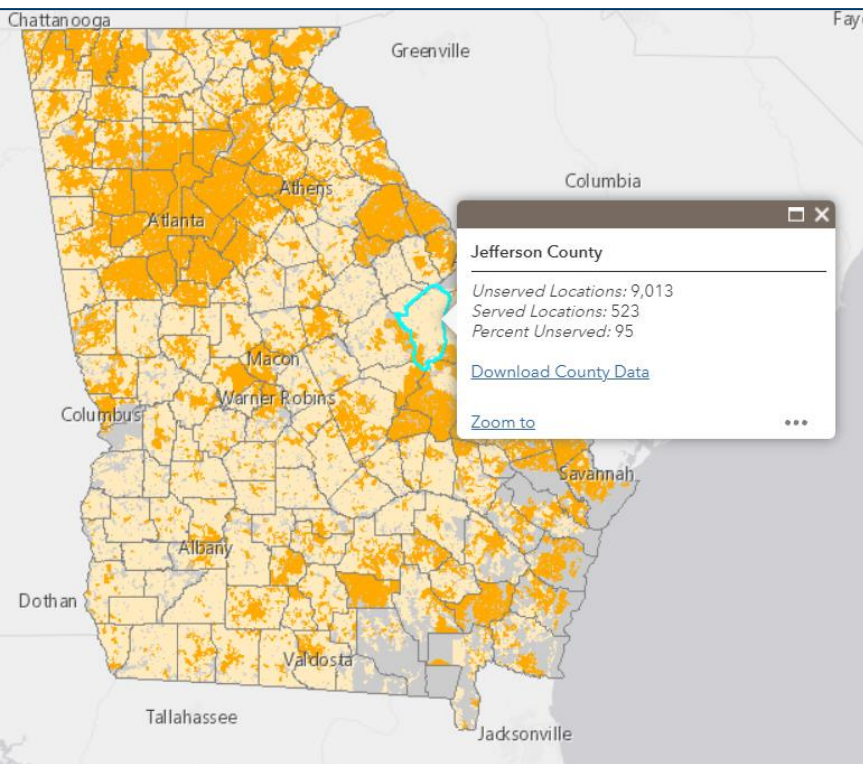 Chattanooga
Greenville
Columbia
Athens
Atlanta
Jefferson County
Unserved Locations: 9,013
Served Locations: 523
Percent Unserved: 95
Download County Data
Zoom to
Macon
Warner Robins
Columbus
Savannah
Albany
Dothan
Valdosta
Tallahassee
Jacksonville